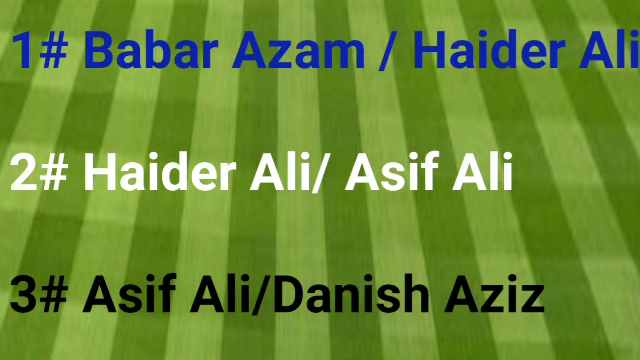 1# Babar Azam / Haider Ali
2# Haider Ali/ Asif Ali
3# Asif Ali/Danish Aziz